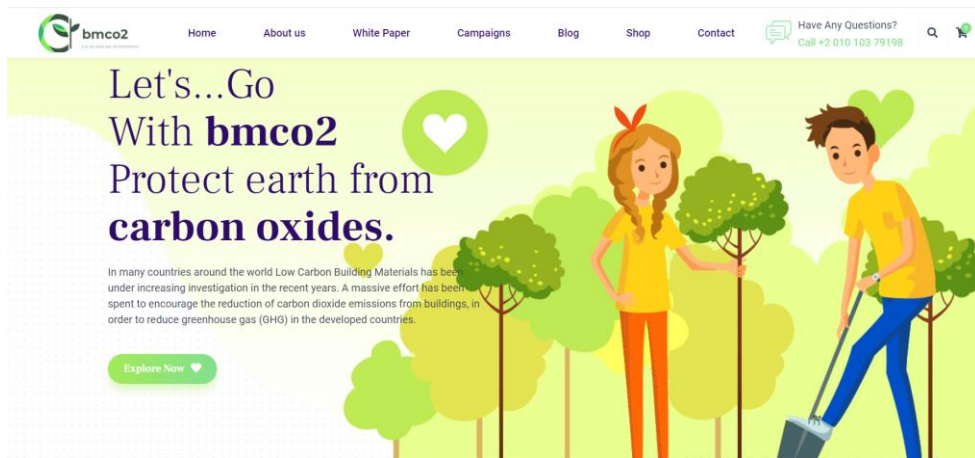 bmco2
Home
About us
White Paper
Campaigns
Blog
Shop
Contact
Have Any Questions?
Call +2 010 103 79198
0
Let's...Go
With bmco2
Protect earth from
carbon oxides.
In many countries around the world Low Carbon Building Materials has been
under increasing investigation in the recent years. A massive effort has been
spent to encourage the reduction of carbon dioxide emissions from buildings, in
order to reduce greenhouse gas (GHG) in the developed countries.
Explore Now